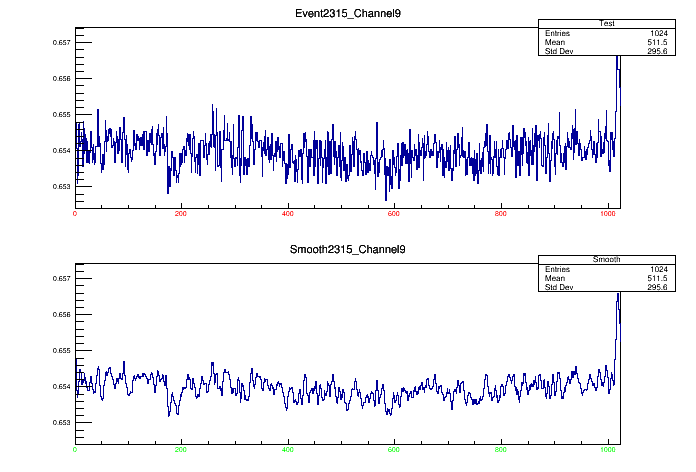 Event2315_Channel9
Test
Entries 1024
Mean 511.5
Std Dev 295.6
0.657
0.656
0.655
0.654
0.653
0 200 400 600 800 1000
Smooth2315_Channel9
Smooth
Entries 1024
Mean 511.5
Std Dev 295.6
0.657
0.656
0.655
0.654
0.653
0 200 400 600 800 1000